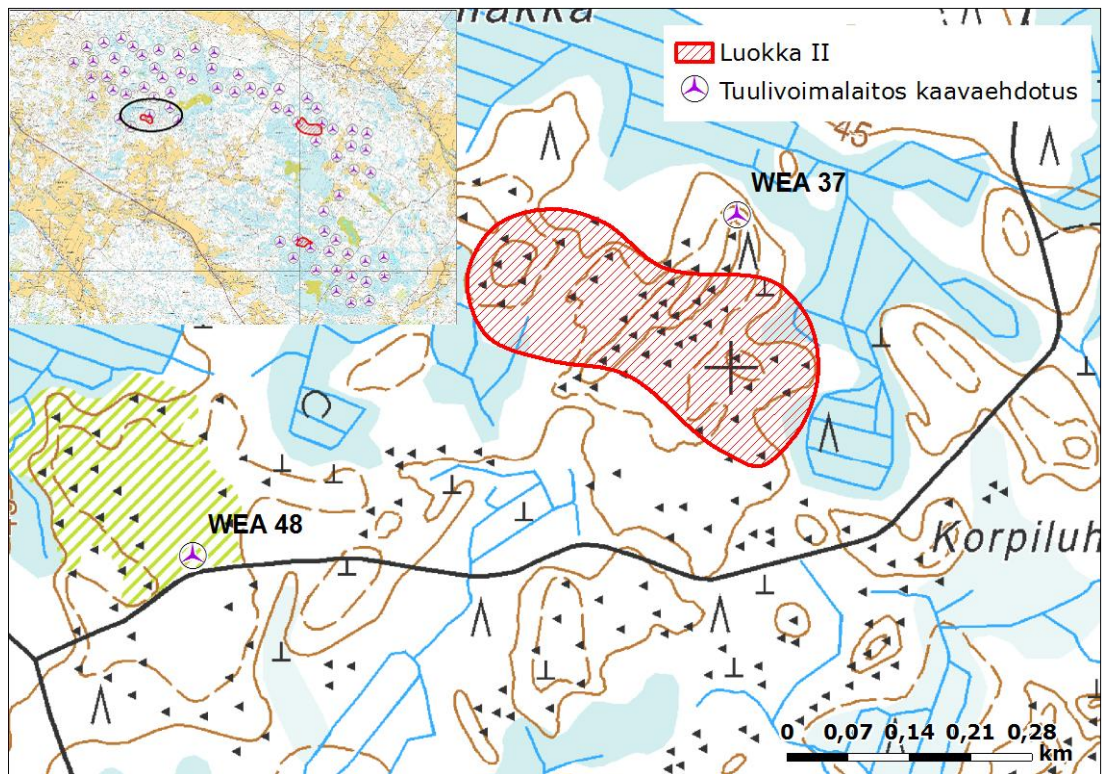 Luokka II
Tuulivoimalaitos kaavaehdotus
45
WEA 37
WEA 48
Korpiluh
0 0,07 0,14 0,21 0,28
km